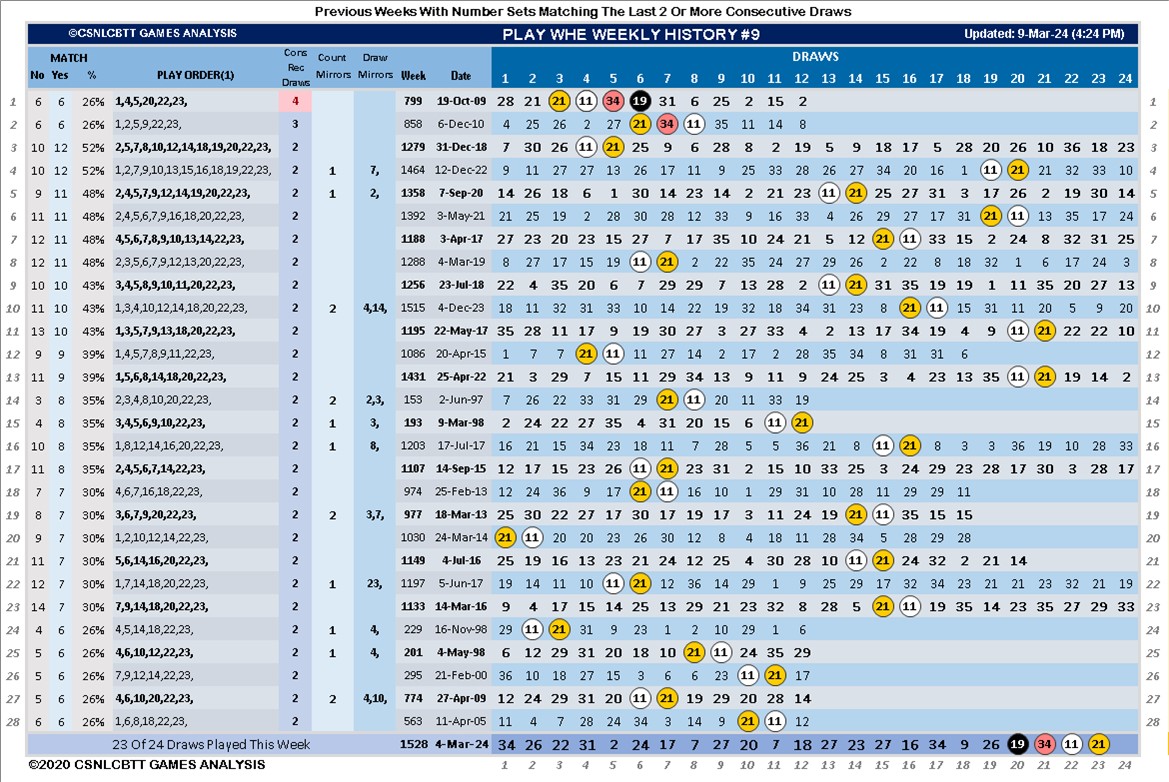 Previous Weeks With Number Sets Matching The Last 2 Or More Consecutive Draws
©CSNLCBTT GAMES ANALYSIS PLAY WHE WEEKLY HISTORY #9 Updated: 9-Mar-24 (4:24 PM)
MATCH Cons Rec Draws Count Mirrors Draw Mirrors DRAWS
No Yes % PLAY ORDER(1) Week Date 1 2 3 4 5 6 7 8 9 10 11 12 13 14 15 16 17 18 19 20 21 22 23 24
1 6 6 26% 1,4,5,20,22,23, 4 799 19-Oct-09 28 21 21 11 34 19 31 6 25 2 15 2 1
2 6 6 26% 1,2,5,9,22,23, 3 858 6-Dec-10 4 25 26 2 27 21 34 11 35 11 14 8 2
3 10 12 52% 2,5,7,8,10,12,14,18,19,20,22,23, 2 1279 31-Dec-18 7 30 26 11 21 25 9 6 28 8 2 19 5 9 18 17 5 28 20 26 10 36 18 23 3
4 10 12 52% 1,2,7,9,10,13,15,16,18,19,22,23, 2 1 7, 1464 12-Dec-22 9 11 27 27 13 26 17 11 9 25 33 28 26 27 34 20 16 1 11 21 32 33 10 4
5 9 11 48% 2,4,5,7,9,12,14,19,20,22,23, 2 1 2, 1358 7-Sep-20 14 26 18 6 1 30 14 23 14 2 21 23 11 21 25 27 31 3 17 26 2 19 30 14 5
6 11 11 48% 2,4,5,6,7,9,16,18,20,22,23, 2 1392 3-May-21 21 25 19 2 28 30 28 12 33 9 16 33 4 26 29 27 17 31 21 11 13 35 17 24 6
7 12 11 48% 4,5,6,7,8,9,10,13,14,22,23, 2 1188 3-Apr-17 27 23 20 23 15 27 7 17 35 10 24 21 5 12 21 11 33 15 2 24 8 32 31 25 7
8 12 11 48% 2,3,5,6,7,9,12,13,20,22,23, 2 1288 4-Mar-19 8 27 17 15 19 11 21 2 22 35 24 27 29 26 2 22 8 18 32 1 6 17 24 3 8
9 10 10 43% 3,4,5,8,9,10,11,20,22,23, 2 1256 23-Jul-18 22 4 35 20 6 7 29 29 7 13 28 2 11 21 31 35 19 19 1 11 35 20 27 13 9
10 11 10 43% 1,3,4,10,12,14,18,20,22,23, 2 2 4,14, 1515 4-Dec-23 18 11 32 31 33 10 14 22 19 32 18 34 31 23 8 21 11 15 31 11 20 5 9 20 10
11 13 10 43% 1,3,5,7,9,13,18,20,22,23, 2 1195 22-May-17 35 28 11 17 9 19 30 27 3 27 33 4 2 13 17 34 19 4 9 11 21 22 22 10 11
12 9 9 39% 1,4,5,7,8,9,11,22,23, 2 1086 20-Apr-15 1 7 7 21 11 27 14 2 17 2 12 28 35 34 8 31 31 6 12
13 11 9 39% 1,5,6,8,14,18,20,22,23, 2 1431 25-Apr-22 21 3 29 7 15 11 29 34 13 9 11 9 24 25 3 4 23 13 35 11 21 19 14 2 13
14 3 8 35% 2,3,4,8,10,20,22,23, 2 2 2,3, 153 2-Jun-97 7 26 22 33 31 29 21 11 20 11 33 19 14
15 4 8 35% 3,4,5,6,9,10,22,23, 2 1 3, 193 9-Mar-98 2 24 22 27 35 4 31 20 15 6 11 21 15
16 10 8 35% 1,8,12,14,16,20,22,23, 2 1 8, 1203 17-Jul-17 16 21 15 34 23 18 11 7 28 5 5 36 21 8 11 21 8 3 3 36 19 10 28 33 16
17 11 8 35% 2,4,5,6,7,14,22,23, 2 1107 14-Sep-15 12 17 15 23 26 11 21 23 31 2 15 10 33 25 3 24 29 23 28 17 30 3 28 17 17
18 7 7 30% 4,6,7,16,18,22,23, 2 974 25-Feb-13 12 24 36 9 17 21 11 16 10 1 29 31 10 28 11 29 29 11 18
19 8 7 30% 3,6,7,9,20,22,23, 2 2 3,7, 977 18-Mar-13 25 30 22 27 17 30 17 19 17 3 11 24 19 21 11 35 15 15 19
20 9 7 30% 1,2,10,12,14,22,23, 2 1030 24-Mar-14 21 11 20 20 23 26 30 12 8 4 18 11 28 34 5 28 29 28 20
21 11 7 30% 5,6,14,16,20,22,23, 2 1149 4-Jul-16 25 19 16 13 23 21 24 12 25 4 30 28 10 11 21 24 32 2 21 14 21
22 12 7 30% 1,7,14,18,20,22,23, 2 1 23, 1197 5-Jun-17 19 14 11 10 11 21 12 36 14 29 1 9 25 29 17 32 34 23 21 21 23 32 21 19 22
23 14 7 30% 7,9,14,18,20,22,23, 2 1133 14-Mar-16 9 4 17 15 14 25 13 29 21 23 32 8 28 5 21 11 19 35 14 23 35 27 29 33 23
24 4 6 26% 4,5,14,18,22,23, 2 1 4, 229 16-Nov-98 29 11 21 31 9 23 1 2 10 29 1 6 24
25 5 6 26% 4,6,10,12,22,23, 2 1 4, 201 4-May-98 6 12 29 31 20 18 10 21 11 24 35 29 25
26 5 6 26% 7,9,12,14,22,23, 2 295 21-Feb-00 36 10 18 27 15 3 6 6 23 11 21 17 26
27 5 6 26% 4,6,10,20,22,23, 2 2 4,10, 774 27-Apr-09 12 24 29 31 20 11 21 19 29 20 28 14 27
28 6 6 26% 1,6,8,18,22,23, 2 563 11-Apr-05 11 4 7 28 24 34 3 14 9 21 11 12 28
23 Of 24 Draws Played This Week 1528 4-Mar-24 34 26 22 31 2 24 17 7 27 20 7 18 27 23 27 16 34 9 26 19 34 11 21
©2020 CSNLCBTT GAMES ANALYSIS 1 2 3 4 5 6 7 8 9 10 11 12 13 14 15 16 17 18 19 20 21 22 23 24